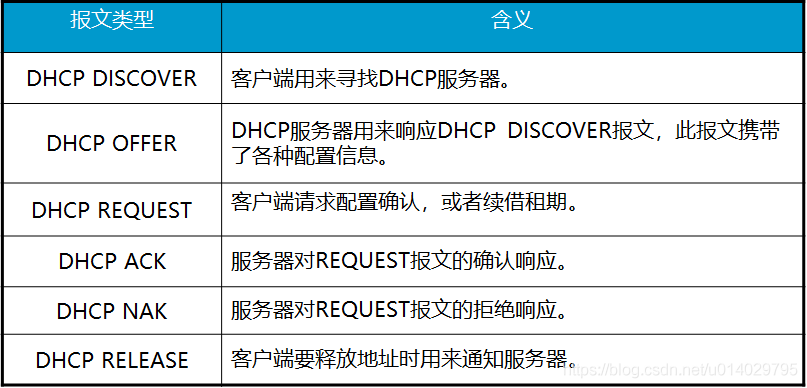 报文类型 含义
DHCP DISCOVER 客户端用来寻找DHCP服务器。
DHCP OFFER DHCP服务器用来响应DHCP DISCOVER报文，此报文携带
了各种配置信息。
DHCP REQUEST 客户端请求配置确认，或者续借租期。
DHCP ACK 服务器对REQUEST报文的确认响应。
DHCP NAK 服务器对REQUEST报文的拒绝响应。
DHCP RELEASE 客户端要释放地址时用来通知服务器。
https://blog.csdn.net/u014029795